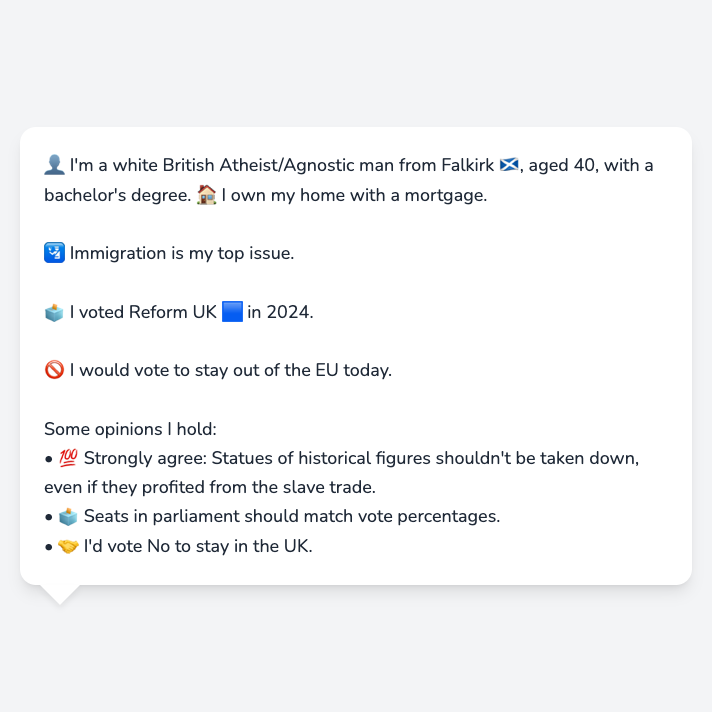 👤 I'm a white British Atheist/Agnostic man from Falkirk 🏴󠁧󠁢󠁳󠁣󠁴󠁿, aged 40, with a
bachelor's degree. 🏠 I own my home with a mortgage.
🛂 Immigration is my top issue.
🗳️ I voted Reform UK 🟦 in 2024.
🚫 I would vote to stay out of the EU today.
Some opinions I hold:
• 💯 Strongly agree: Statues of historical figures shouldn't be taken down,
even if they profited from the slave trade.
• 🗳️ Seats in parliament should match vote percentages.
• 🤝 I'd vote No to stay in the UK.